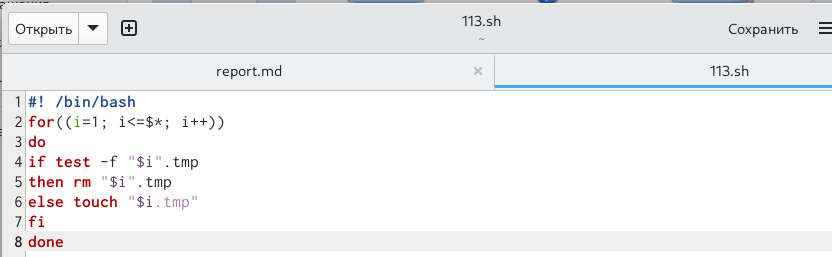 Открыть
113.sh
~
Сохранить
report.md ×
113.sh
1 #! /bin/bash
2 for((i=1; i<=$*; i++))
3 do
4 if test -f "$i".tmp
5 then rm "$i".tmp
6 else touch "$i.tmp"
7 fi
8 done